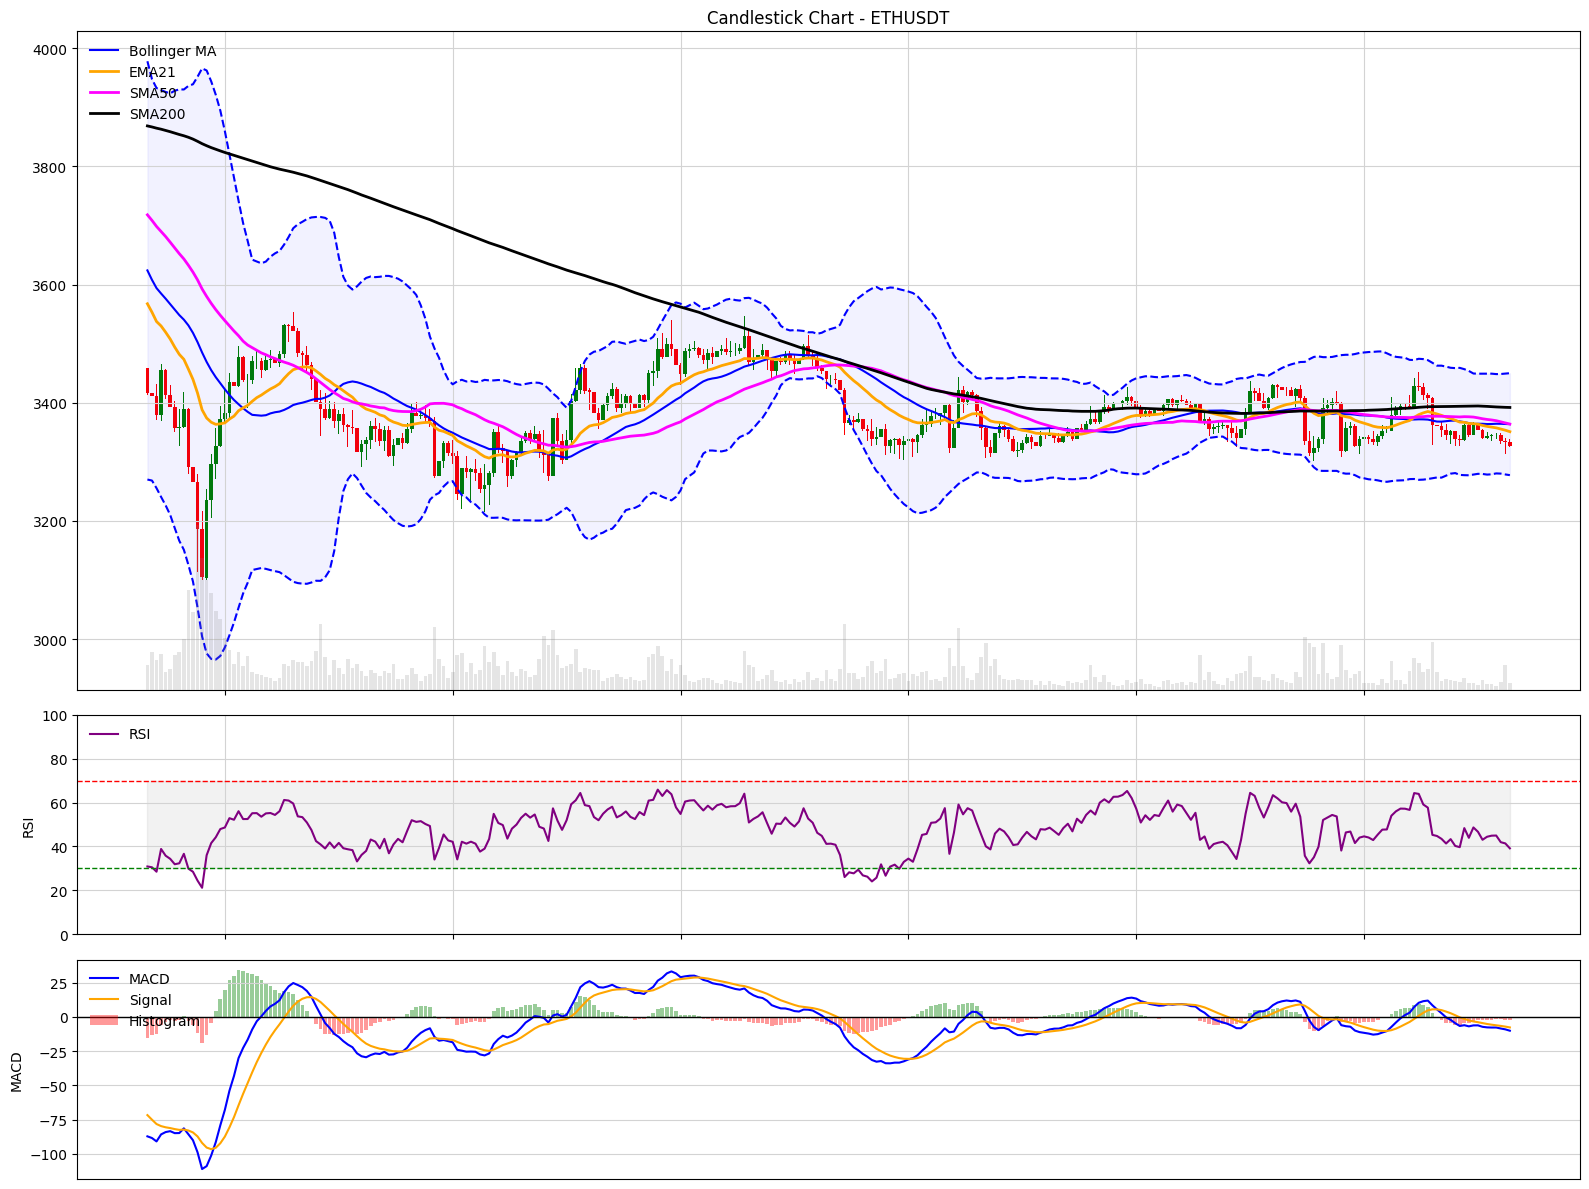 Candlestick Chart - ETHUSDT
4000
3800
3600
3400
3200
3000
Bollinger MA
EMA21
SMA50
SMA200
100
80
60
40
20
0
RSI
RSI
25
0
−25
−50
−75
−100
MACD
MACD
Signal
Histogram